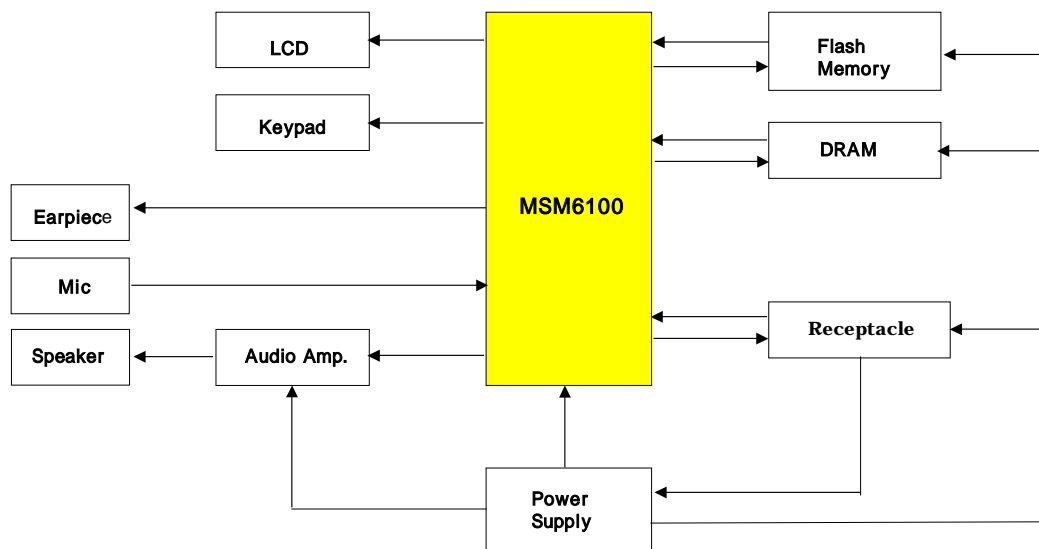 LCD
Flash
Memory
Keypad
DRAM
MSM6100
Earpiece
Mic
Receptacle
Speaker
Audio Amp.
Power
Supply